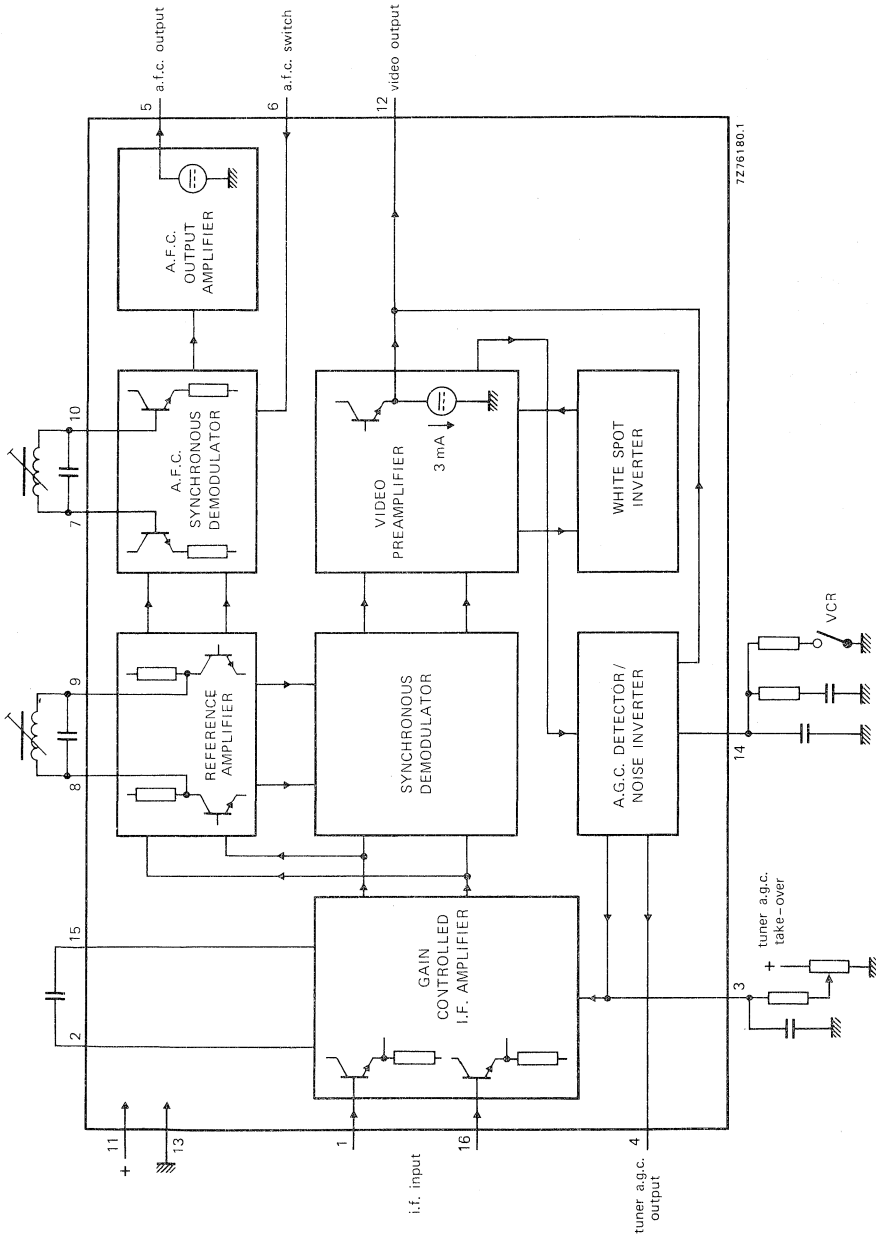 5
a.f.c. output
6
a.f.c. switch
12
video output
A.F.C.
OUTPUT
AMPLIFIER
10
7
A.F.C.
SYNCHRONOUS
DEMODULATOR
VIDEO
PREAMPLIFIER
3 mA
WHITE SPOT
INVERTER
7Z76180.1
9
8
REFERENCE
AMPLIFIER
SYNCHRONOUS
DEMODULATOR
A.G.C. DETECTOR/
NOISE INVERTER
14
VCR
15
2
GAIN
CONTROLLED
I.F. AMPLIFIER
3
+
tuner a.g.c.
take-over
11
+
13
1
16
i.f. input
4
tuner a.g.c.
output